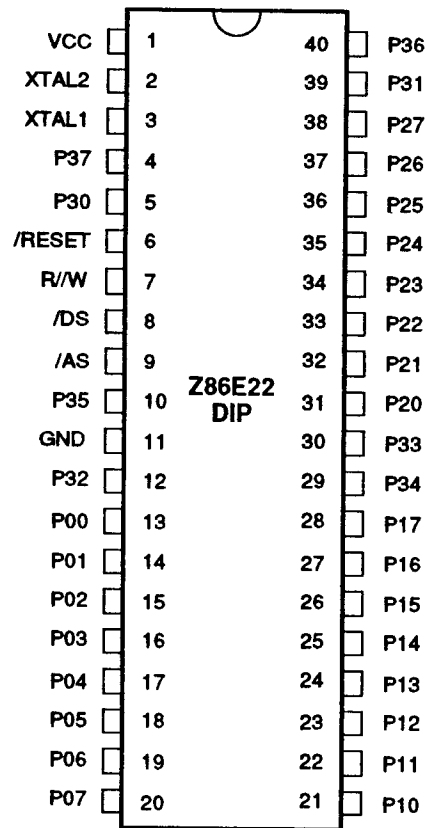 VCC 1 40 P36
XTAL2 2 39 P31
XTAL1 3 38 P27
P37 4 37 P26
P30 5 36 P25
/RESET 6 35 P24
R//W 7 34 P23
/DS 8 33 P22
/AS 9 32 P21
Z86E22
DIP
P35 10 31 P20
GND 11 30 P33
P32 12 29 P34
P00 13 28 P17
P01 14 27 P16
P02 15 26 P15
P03 16 25 P14
P04 17 24 P13
P05 18 23 P12
P06 19 22 P11
P07 20 21 P10